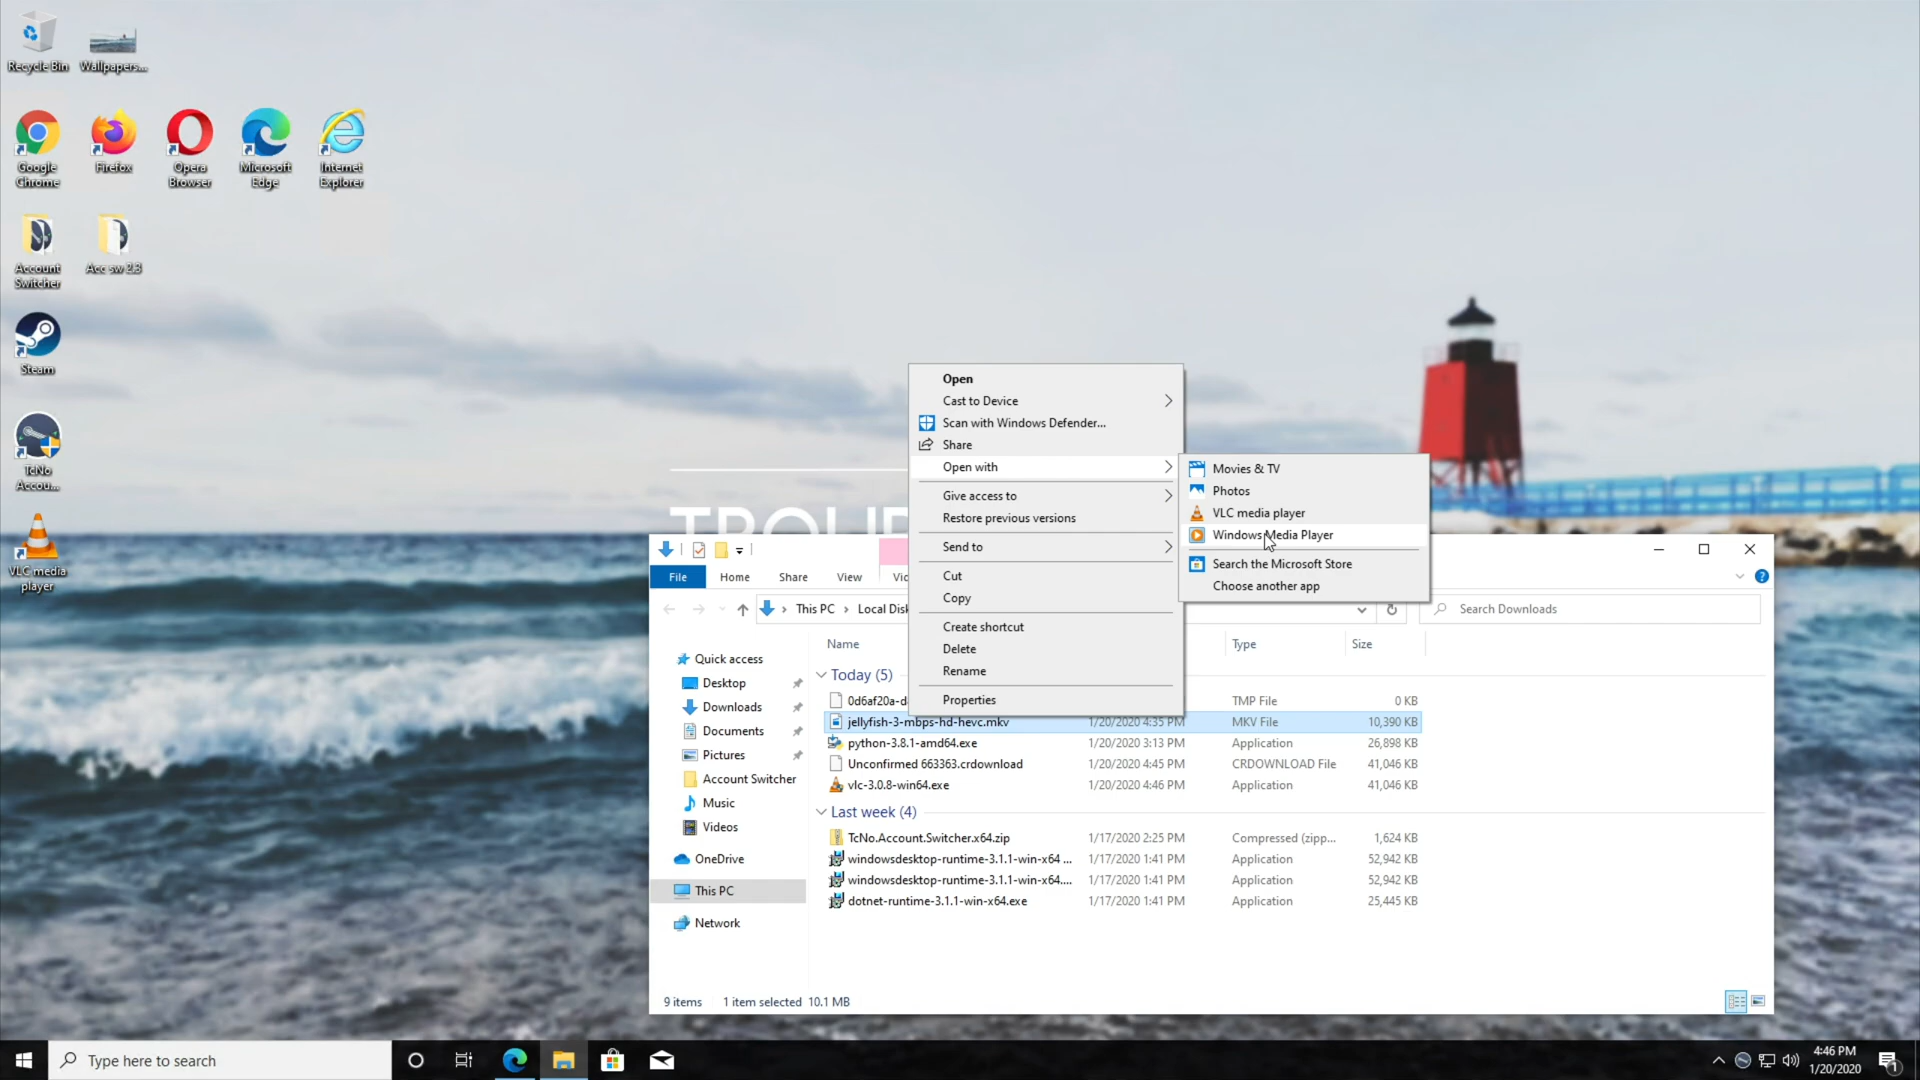 Recycle Bin
Wallpapers...
Google Chrome
Firefox
Opera Browser
Microsoft Edge
Internet Explorer
Account Switcher
Acc sw 2.3
Steam
TcNo Accou...
VLC media player
Open
Cast to Device
Scan with Windows Defender...
Share
Open with
Give access to
Restore previous versions
Send to
Cut
Copy
Create shortcut
Delete
Rename
Properties
Movies & TV
Photos
VLC media player
Windows Media Player
Search the Microsoft Store
Choose another app
File Home Share View
This PC Local Disk
Search Downloads
Name Type Size
Quick access
Desktop
Downloads
Documents
Pictures
Account Switcher
Music
Videos
OneDrive
This PC
Network
Today (5)
TMP File 0 KB
jellyfish-3-mbps-hd-hevc.mkv 1/20/2020 4:35 PM MKV File 10,390 KB
python-3.8.1-amd64.exe 1/20/2020 3:13 PM Application 26,898 KB
Unconfirmed 663363.crdownload 1/20/2020 4:45 PM CRDOWNLOAD File 41,046 KB
vlc-3.0.8-win64.exe 1/20/2020 4:46 PM Application 41,046 KB
Last week (4)
TcNo.Account.Switcher.x64.zip 1/17/2020 2:25 PM Compressed (zipp... 1,624 KB
windowsdesktop-runtime-3.1.1-win-x64 ... 1/17/2020 1:41 PM Application 52,942 KB
windowsdesktop-runtime-3.1.1-win-x64.... 1/17/2020 1:41 PM Application 52,942 KB
dotnet-runtime-3.1.1-win-x64.exe 1/17/2020 1:41 PM Application 25,445 KB
9 items 1 item selected 10.1 MB
Type here to search
4:46 PM
1/20/2020
1